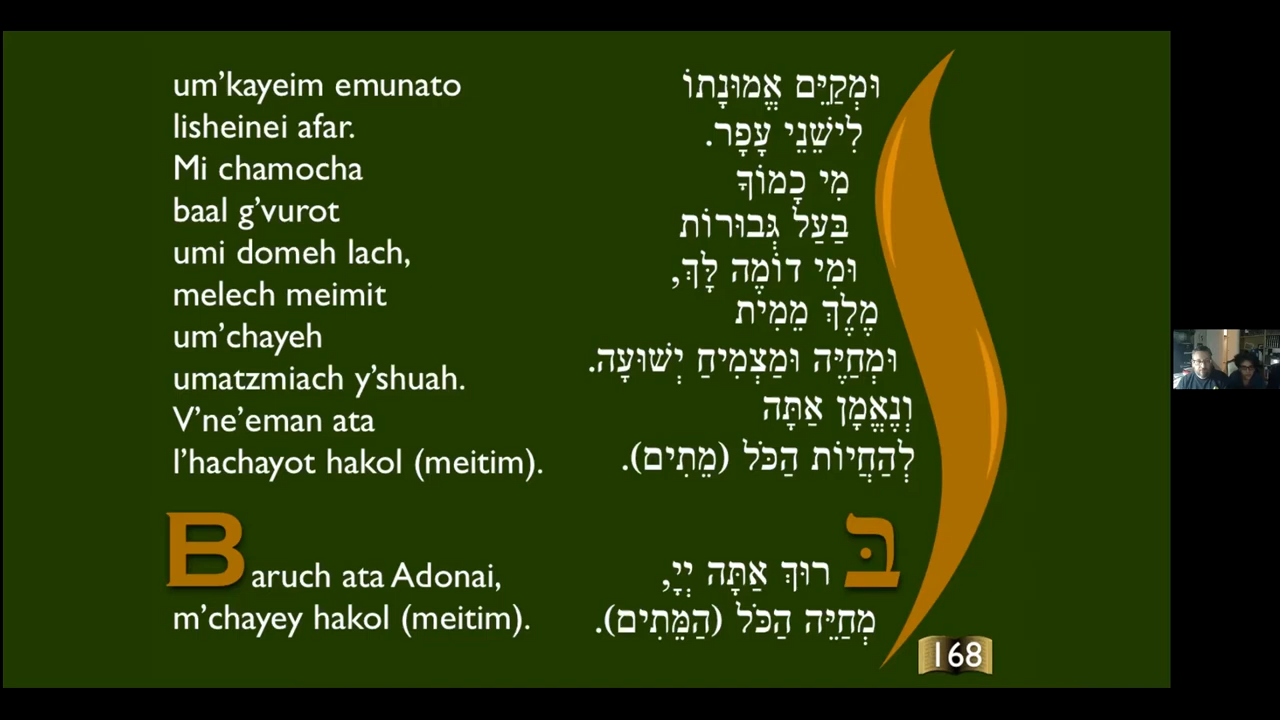 um’kayeim emunato
lisheinei afar.
Mi chamocha
baal g’vurot
umi domeh lach,
melech meimit
um’chayeh
umatzmiach y’shuah.
V’ne’eman ata
l’hachayot hakol (meitim).
Baruch ata Adonai,
m’chayey hakol (meitim).
וּמְקַיֵּם אֱמוּנָתוֹ
לִישֵׁנֵי עָפָר.
מִי כָמוֹךָ
בַּעַל גְּבוּרוֹת
וּמִי דוֹמֶה לָּךְ,
מֶלֶךְ מֵמִית
וּמְחַיֶּה וּמַצְמִיחַ יְשׁוּעָה.
וְנֶאֱמָן אַתָּה
לְהַחֲיוֹת הַכֹּל (מֵתִים).
בָּרוּךְ אַתָּה יְיָ,
מְחַיֵּה הַכֹּל (הַמֵּתִים).
168